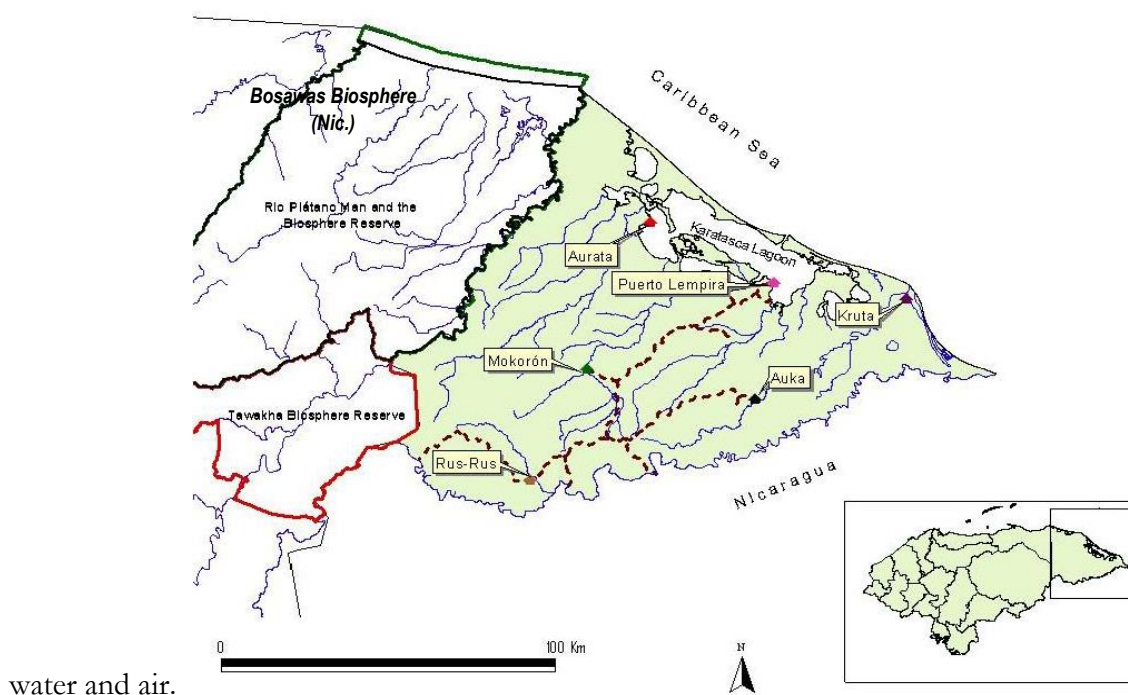 Bosawas Biosphere
(Nic.)
Caribbean Sea
Rio Plátano Man and the
Biosphere Reserve
Karatasca Lagoon
Aurata
Puerto Lempira
Kruta
Mokorón
Auka
Tawakha Biosphere Reserve
Rus-Rus
Nicaragua
0
100 Km
N
water and air.